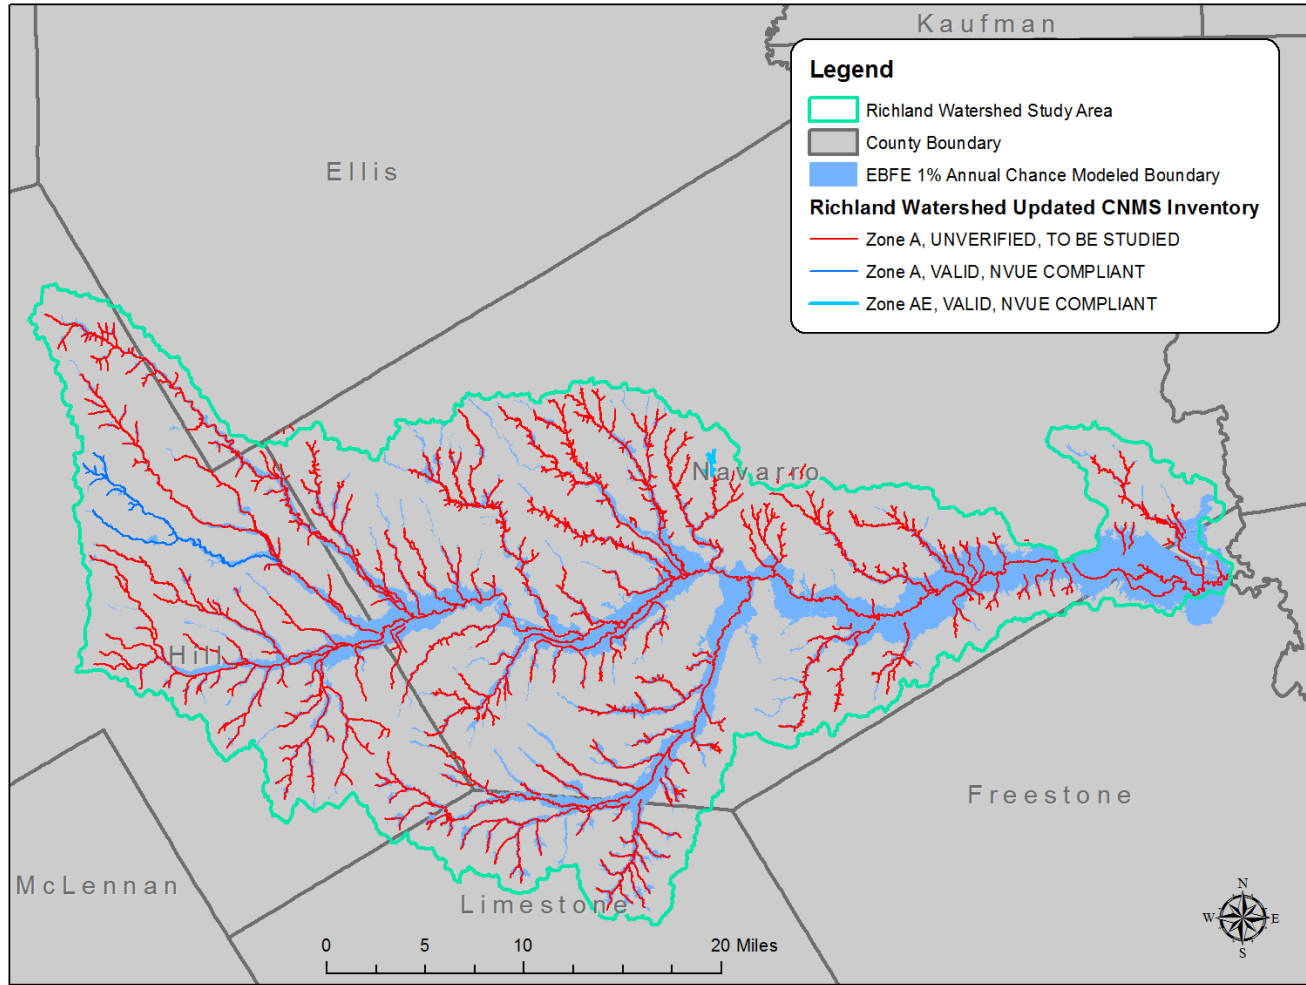 Kaufman
Legend
Richland Watershed Study Area
County Boundary
EBFE 1% Annual Chance Modeled Boundary
Richland Watershed Updated CNMS Inventory
Zone A, UNVERIFIED, TO BE STUDIED
Zone A, VALID, NVUE COMPLIANT
Zone AE, VALID, NVUE COMPLIANT
Ellis
Navarro
Hill
Freestone
McLennan
Limestone
0 5 10 20 Miles
N
W E
S